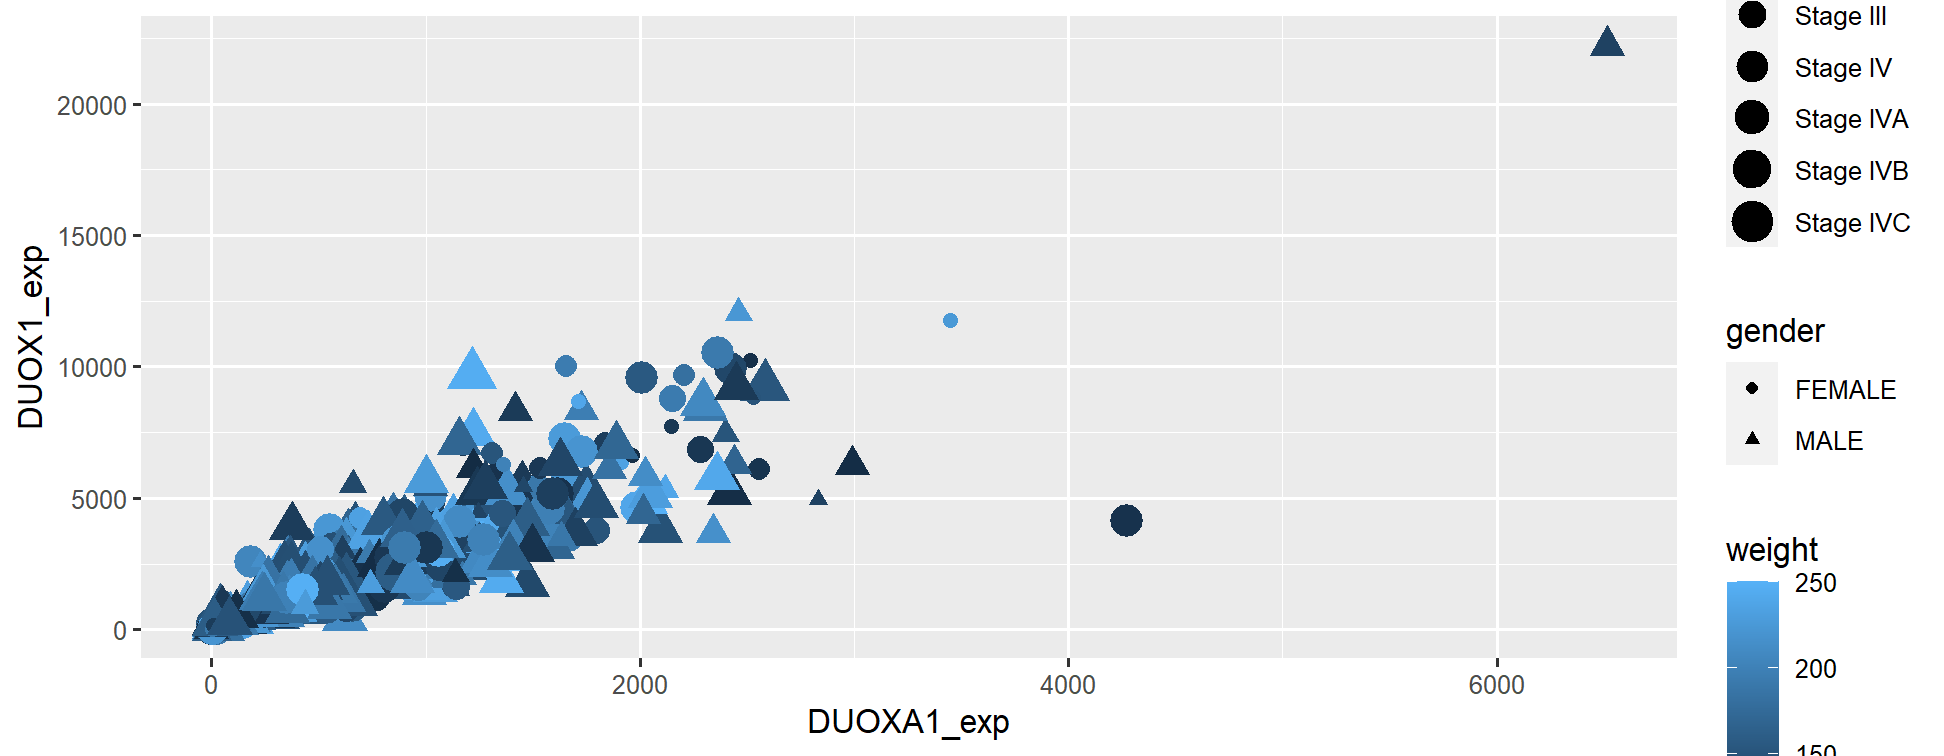 Stage III
Stage IV
Stage IVA
Stage IVB
Stage IVC
gender
FEMALE
MALE
weight
250
200
150
20000
15000
10000
5000
0
DUOX1_exp
0 2000 4000 6000
DUOXA1_exp